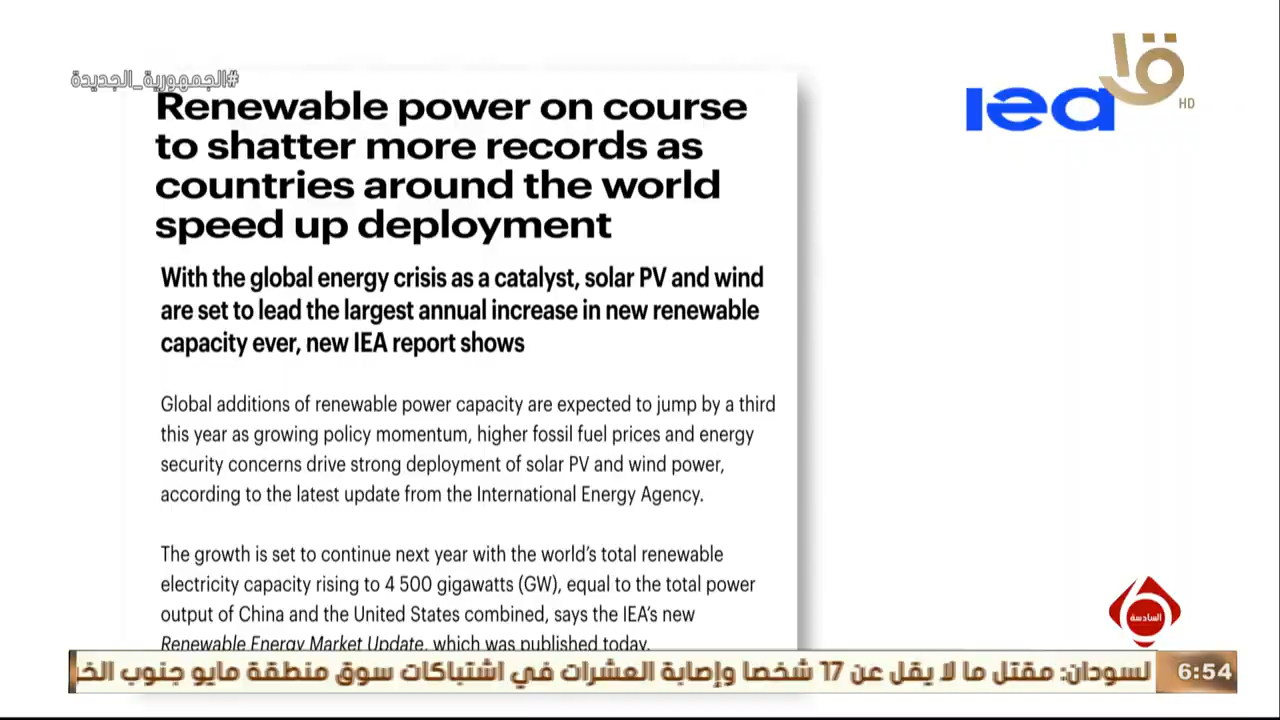 #الجمهورية_الجديدة
Renewable power on course
to shatter more records as
countries around the world
speed up deployment
iea
HD
With the global energy crisis as a catalyst, solar PV and wind
are set to lead the largest annual increase in new renewable
capacity ever, new IEA report shows
Global additions of renewable power capacity are expected to jump by a third
this year as growing policy momentum, higher fossil fuel prices and energy
security concerns drive strong deployment of solar PV and wind power,
according to the latest update from the International Energy Agency.
The growth is set to continue next year with the world's total renewable
electricity capacity rising to 4 500 gigawatts (GW), equal to the total power
output of China and the United States combined, says the IEA's new
Renewable Energy Market Update, which was published today.
السادسة
لسودان: مقتل ما لا يقل عن 17 شخصا وإصابة العشرات في اشتباكات سوق منطقة مايو جنوب الخر
6:54